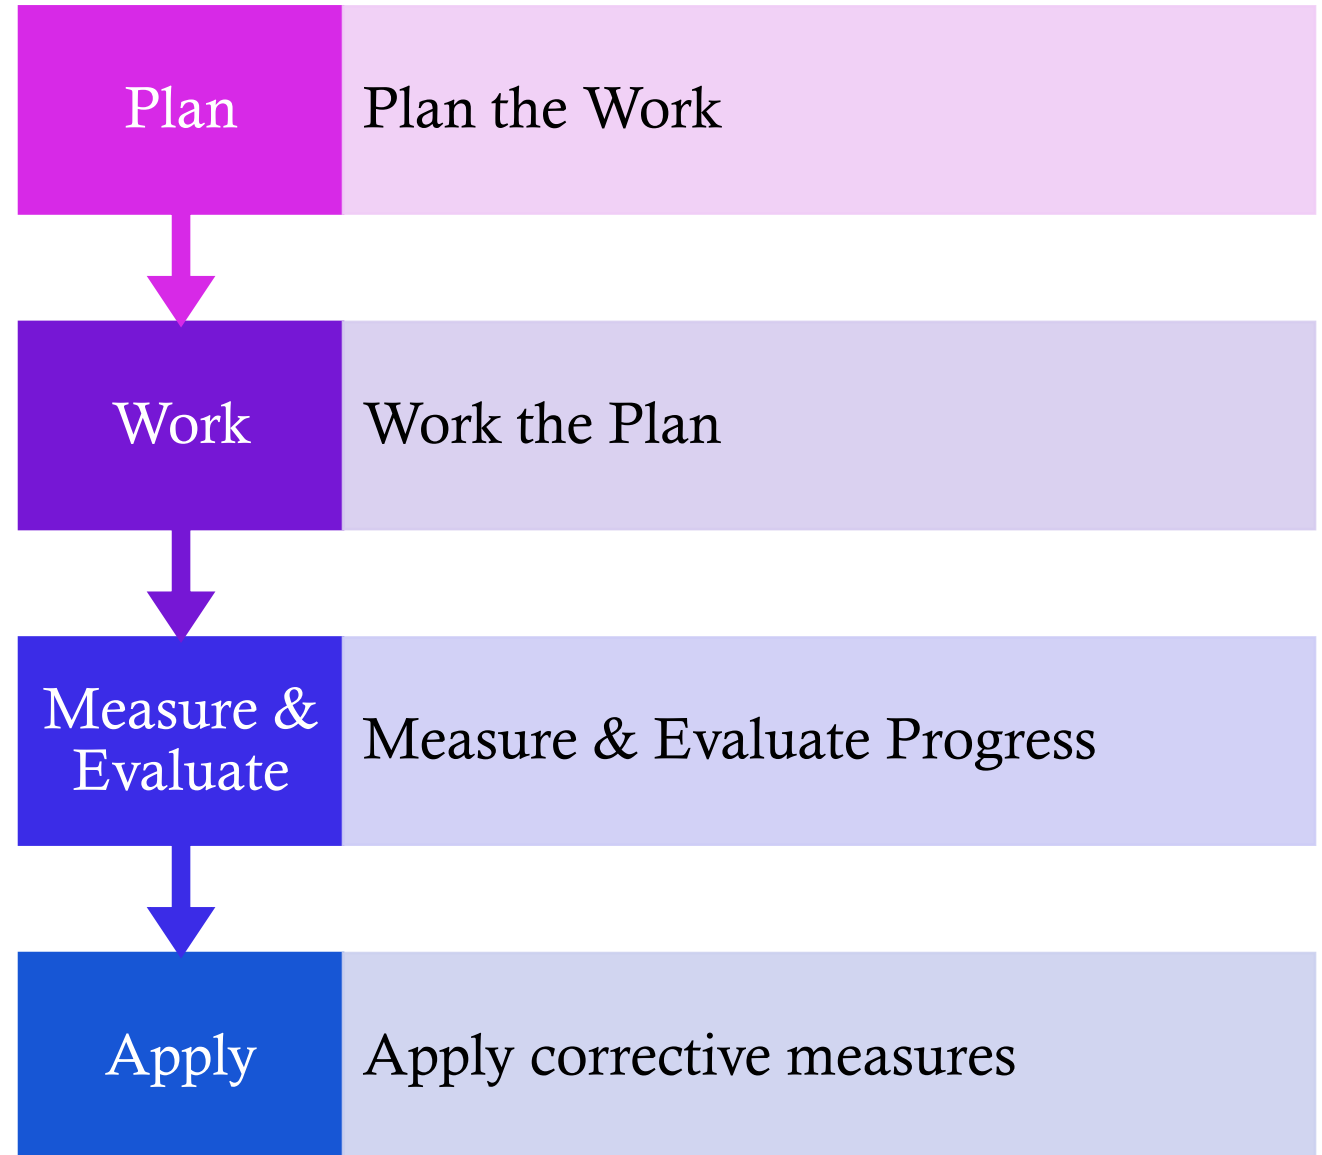 Plan
Plan the Work
Work
Work the Plan
Measure &
Evaluate
Measure & Evaluate Progress
Apply
Apply corrective measures